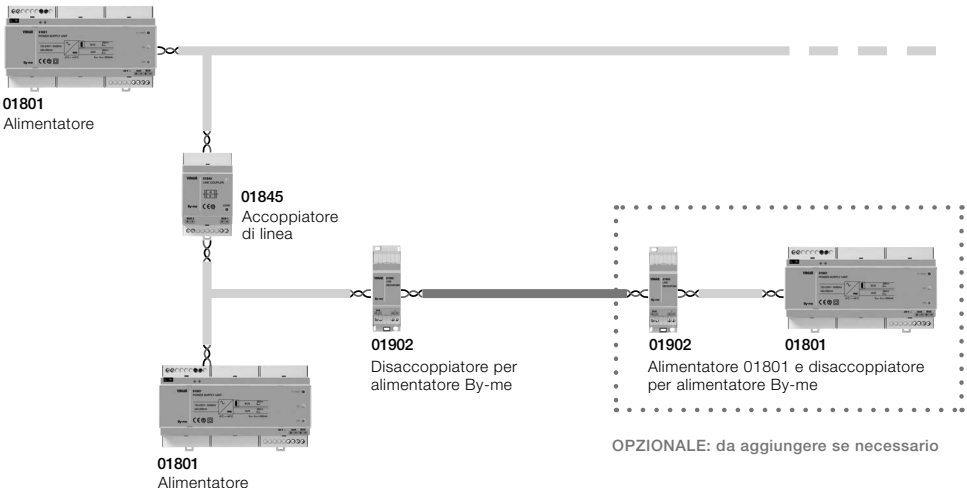 01801
Alimentatore
01845
Accoppiatore
di linea
01902
Disaccoppiatore per
alimentatore By-me
01902
01801
Alimentatore 01801 e disaccoppiatore
per alimentatore By-me
OPZIONALE: da aggiungere se necessario
01801
Alimentatore